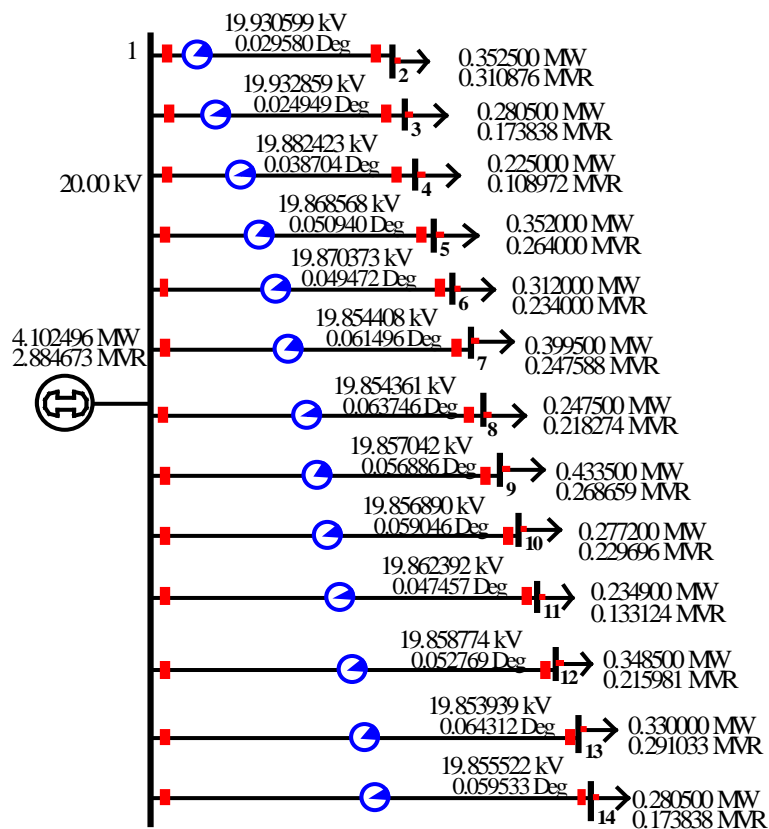 1
19.930599 kV
0.029580 Deg
2
0.352500 MW
0.310876 MVR
19.932859 kV
0.024949 Deg
3
0.280500 MW
0.173838 MVR
20.00 kV
19.882423 kV
0.038704 Deg
4
0.225000 MW
0.108972 MVR
19.868568 kV
0.050940 Deg
5
0.352000 MW
0.264000 MVR
19.870373 kV
0.049472 Deg
6
0.312000 MW
0.234000 MVR
4.102496 MW
2.884673 MVR
19.854408 kV
0.061496 Deg
7
0.399500 MW
0.247588 MVR
19.854361 kV
0.063746 Deg
8
0.247500 MW
0.218274 MVR
19.857042 kV
0.056886 Deg
9
0.433500 MW
0.268659 MVR
19.856890 kV
0.059046 Deg
10
0.277200 MW
0.229696 MVR
19.862392 kV
0.047457 Deg
11
0.234900 MW
0.133124 MVR
19.858774 kV
0.052769 Deg
12
0.348500 MW
0.215981 MVR
19.853939 kV
0.064312 Deg
13
0.330000 MW
0.291033 MVR
19.855522 kV
0.059533 Deg
14
0.280500 MW
0.173838 MVR